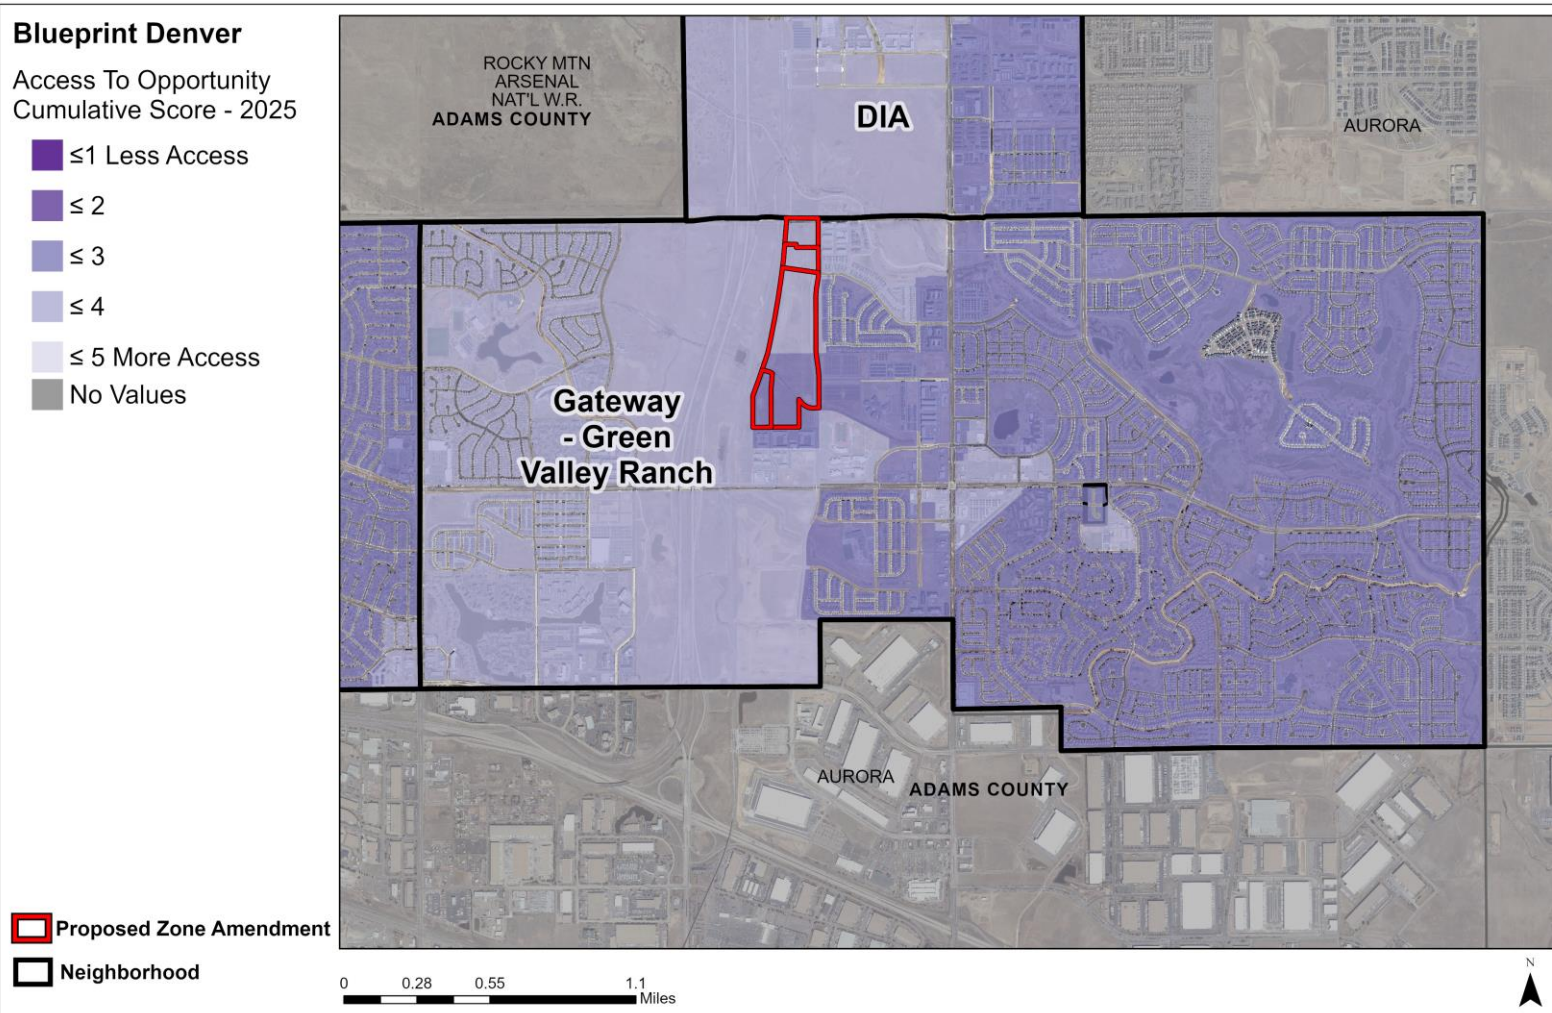 Blueprint Denver
Access To Opportunity
Cumulative Score - 2025
≤1 Less Access
≤ 2
≤ 3
≤ 4
≤ 5 More Access
No Values
Proposed Zone Amendment
Neighborhood
ROCKY MTN
ARSENAL
NAT'L W.R.
ADAMS COUNTY
DIA
AURORA
Gateway
- Green
Valley Ranch
AURORA
ADAMS COUNTY
0 0.28 0.55 1.1
Miles
N